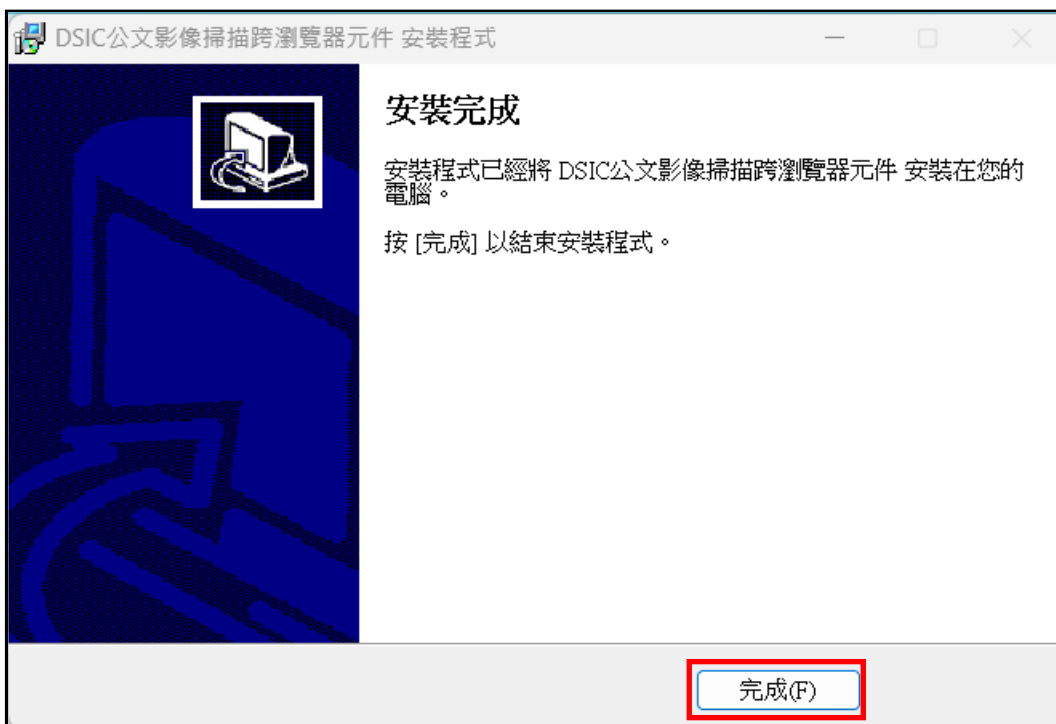 DSIC公文影像掃描跨瀏覽器元件 安裝程式
安裝完成
安裝程式已經將 DSIC公文影像掃描跨瀏覽器元件 安裝在您的
電腦。
按 [完成] 以結束安裝程式。
完成(F)